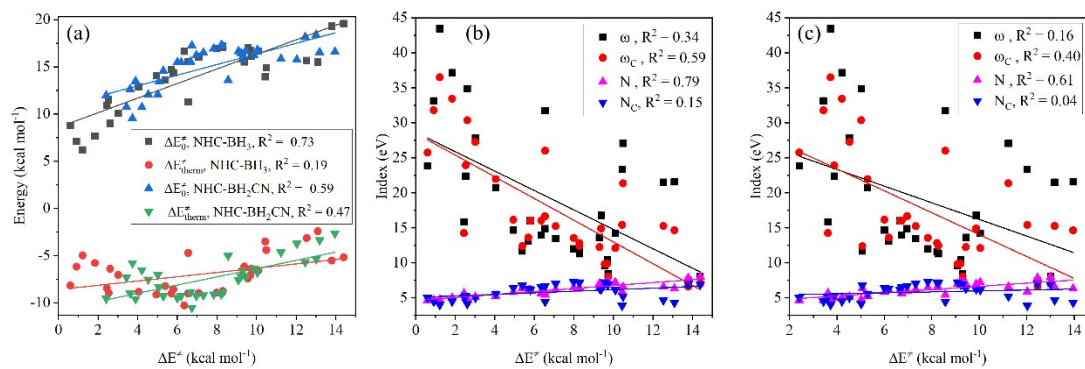 (a)
Energy (kcal mol⁻¹)
20
15
10
5
0
-5
-10
ΔE₀≠, NHC-BH₃, R² = 0.73
ΔE≠therm, NHC-BH₃, R² = 0.19
ΔE₀≠, NHC-BH₂CN, R² = 0.59
ΔE≠therm, NHC-BH₂CN, R² = 0.47
0 2 4 6 8 10 12 14
ΔE≠ (kcal mol⁻¹)
(b)
Index (eV)
45
40
35
30
25
20
15
10
5
ω , R² = 0.34
ω_C, R² = 0.59
N , R² = 0.79
N_C, R² = 0.15
0 2 4 6 8 10 12 14
ΔE≠ (kcal mol⁻¹)
(c)
Index (eV)
45
40
35
30
25
20
15
10
5
ω, R² = 0.16
ω_C, R² = 0.40
N , R² = 0.61
N_C, R² = 0.04
2 4 6 8 10 12 14
ΔE≠ (kcal mol⁻¹)